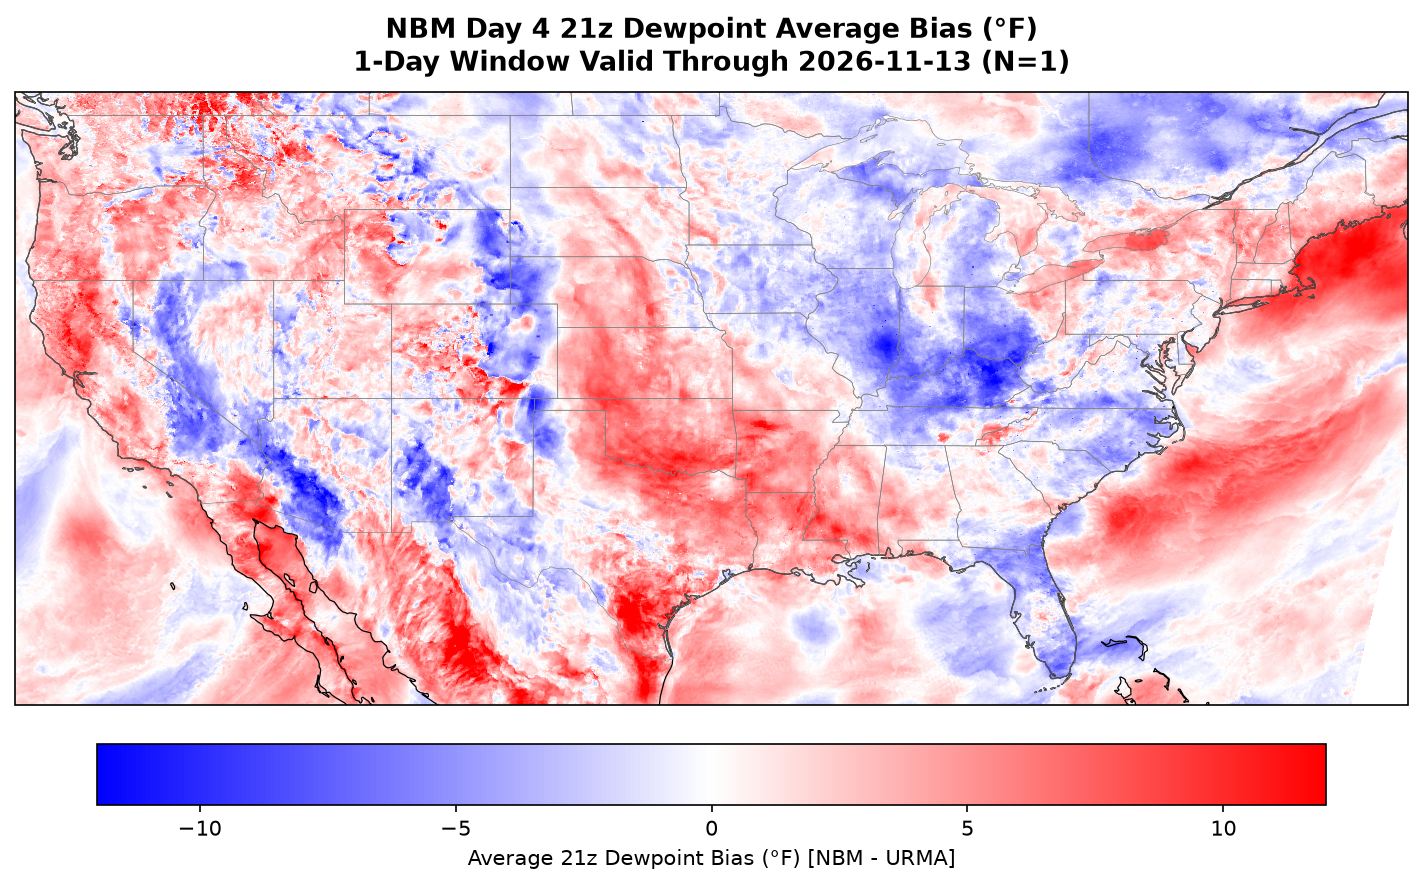 NBM Day 4 21z Dewpoint Average Bias (°F)
1-Day Window Valid Through 2026-11-13 (N=1)
−10
−5
0
5
10
Average 21z Dewpoint Bias (°F) [NBM - URMA]